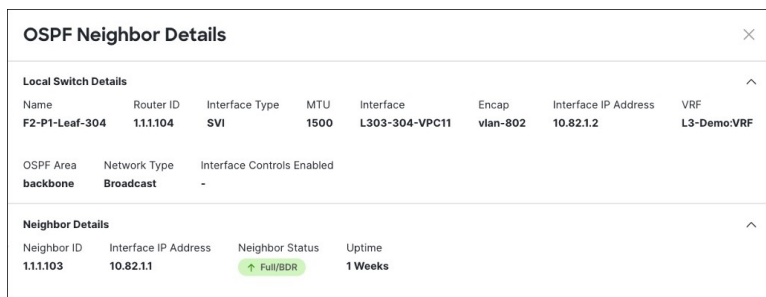 OSPF Neighbor Details
Local Switch Details
Name Router ID Interface Type MTU Interface Encap Interface IP Address VRF
F2-P1-Leaf-304 1.1.1.104 SVI 1500 L303-304-VPC11 vlan-802 10.82.1.2 L3-Demo:VRF
OSPF Area Network Type Interface Controls Enabled
backbone Broadcast -
Neighbor Details
Neighbor ID Interface IP Address Neighbor Status Uptime
1.1.1.103 10.82.1.1 ↑ Full/BDR 1 Weeks